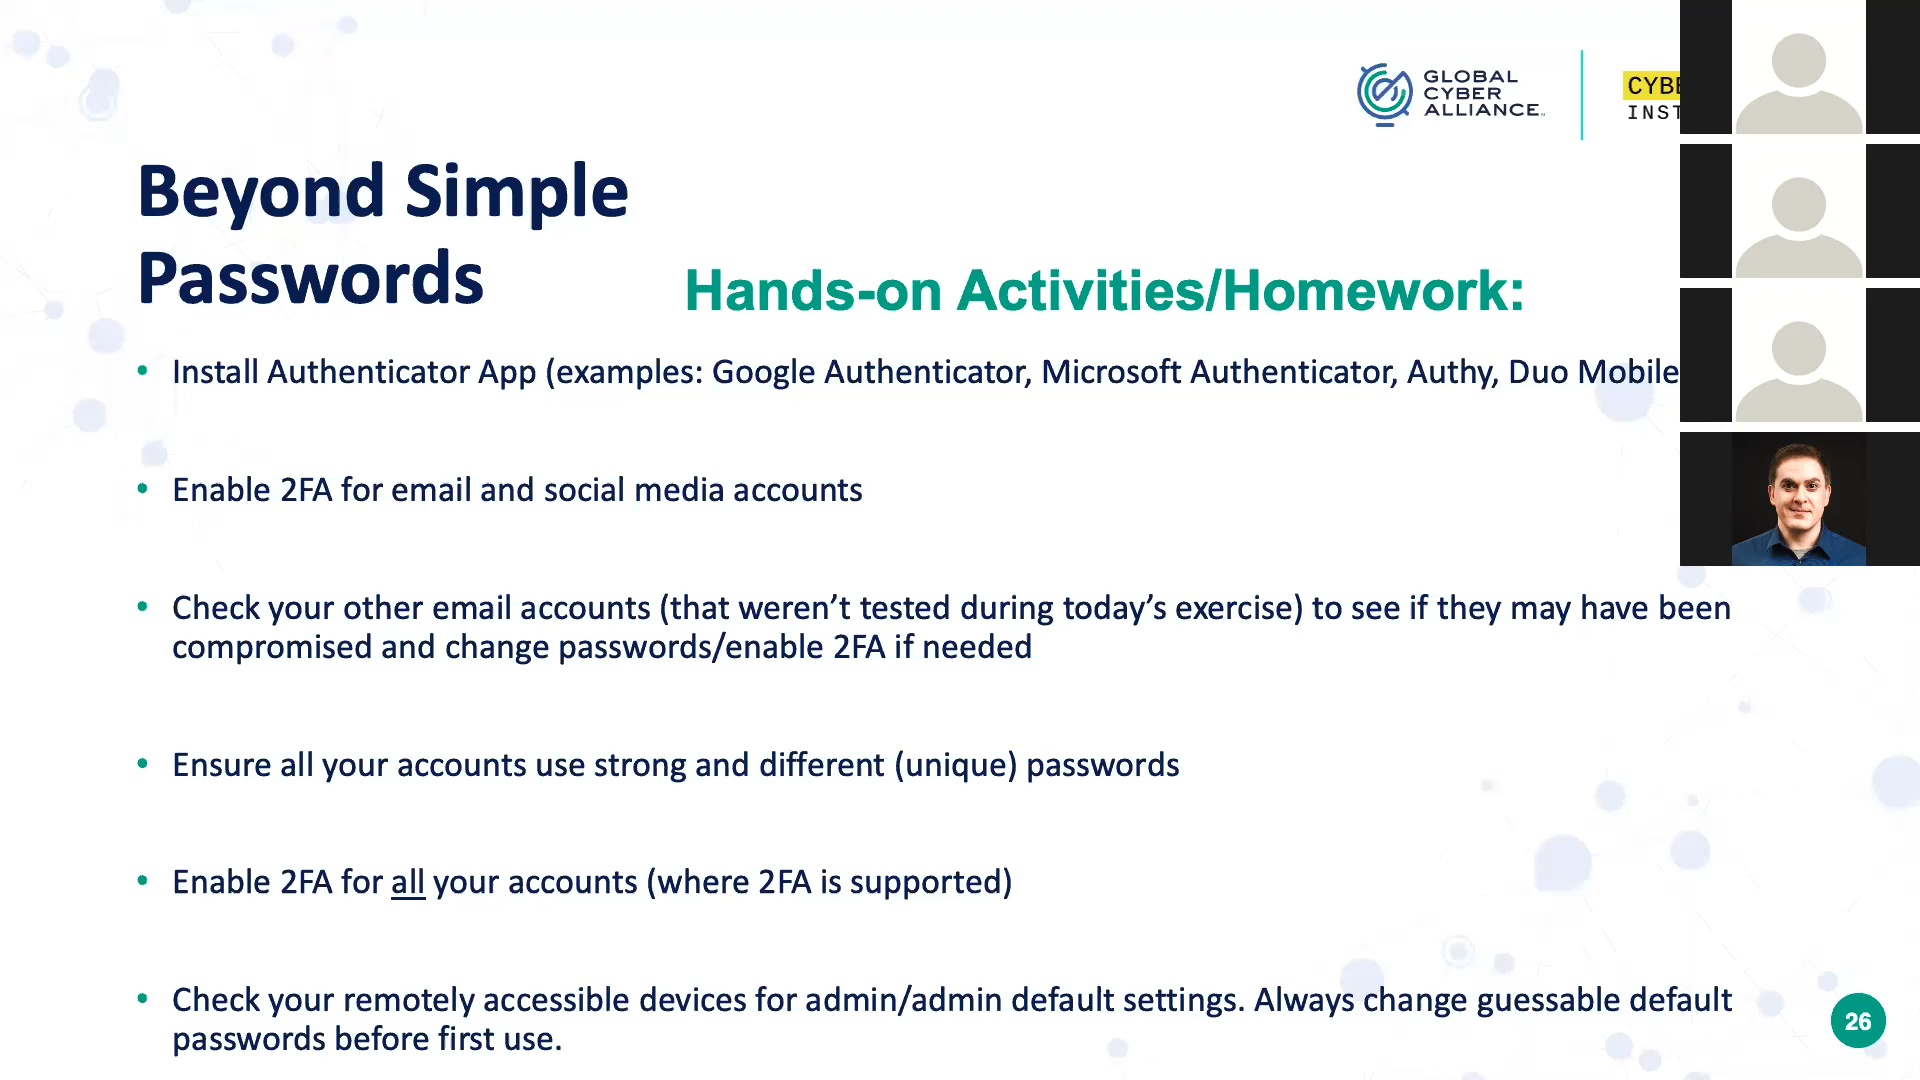 GLOBAL
CYBER
ALLIANCE
Beyond Simple
Passwords
Hands-on Activities/Homework:
• Install Authenticator App (examples: Google Authenticator, Microsoft Authenticator, Authy, Duo Mobile
• Enable 2FA for email and social media accounts
• Check your other email accounts (that weren’t tested during today’s exercise) to see if they may have been
compromised and change passwords/enable 2FA if needed
• Ensure all your accounts use strong and different (unique) passwords
• Enable 2FA for all your accounts (where 2FA is supported)
• Check your remotely accessible devices for admin/admin default settings. Always change guessable default
passwords before first use.
26